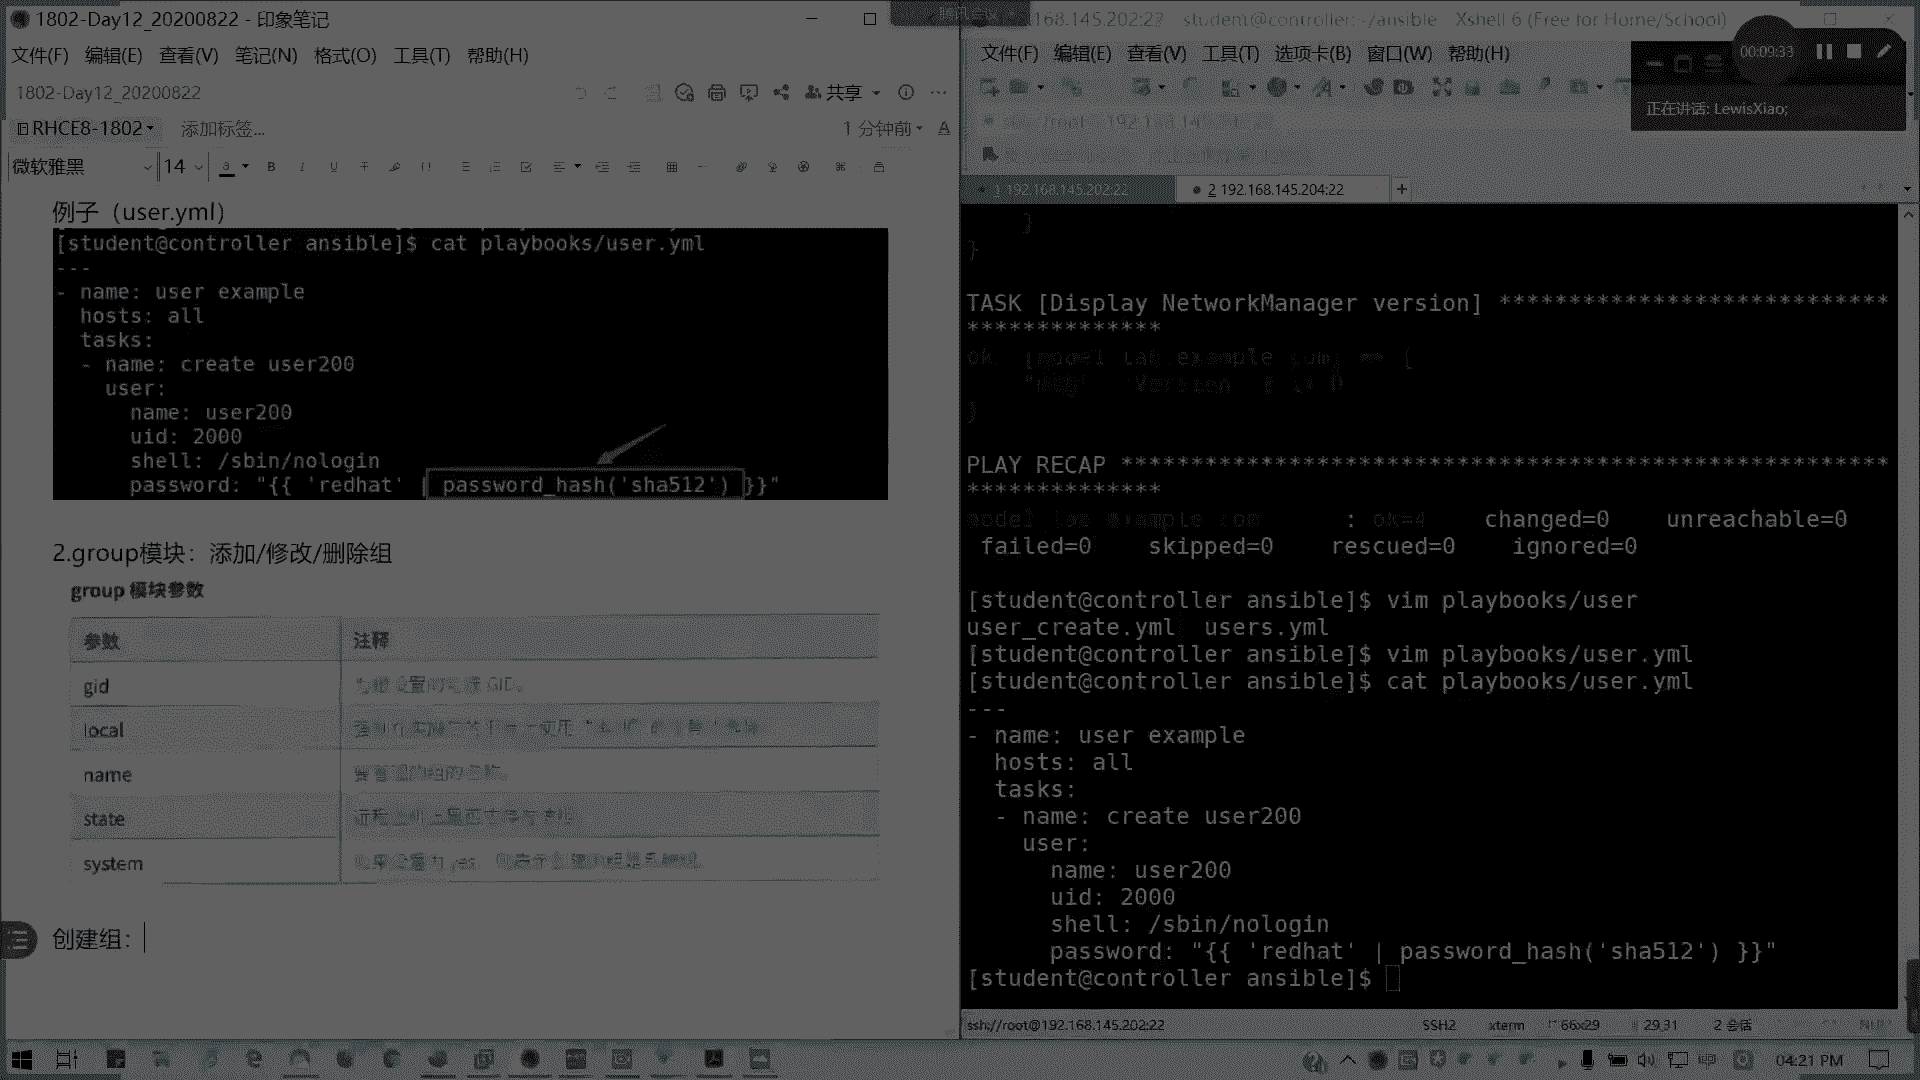 1802-Day12_20200822 - 印象笔记
文件(F) 编辑(E) 查看(V) 笔记(N) 格式(O) 工具(T) 帮助(H)
1802-Day12_20200822
共享
RHCE8-1802
添加标签...
1 分钟前
微软雅黑
14
例子（user.yml）
[student@controller ansible]$ cat playbooks/user.yml
---
- name: user example
hosts: all
tasks:
- name: create user200
user:
name: user200
uid: 2000
shell: /sbin/nologin
password: "{{ 'redhat' | password_hash('sha512') }}"
2.group模块：添加/修改/删除组
group 模块参数
参数 注释
gid
local
name 要管理的组的名称。
state
system
创建组：
168.145.202:22 student@controller:~/ansible Xshell 6 (Free for Home/School)
文件(F) 编辑(E) 查看(V) 工具(T) 选项卡(B) 窗口(W) 帮助(H)
00:09:33
正在讲话: LewisXiao;
1 192.168.145.202:22
2 192.168.145.204:22
}
}
TASK [Display NetworkManager version] ****************************
**************
}
PLAY RECAP *******************************************************
**************
: ok=4 changed=0 unreachable=0
failed=0 skipped=0 rescued=0 ignored=0
[student@controller ansible]$ vim playbooks/user
user_create.yml users.yml
[student@controller ansible]$ vim playbooks/user.yml
[student@controller ansible]$ cat playbooks/user.yml
---
- name: user example
hosts: all
tasks:
- name: create user200
user:
name: user200
uid: 2000
shell: /sbin/nologin
password: "{{ 'redhat' | password_hash('sha512') }}"
[student@controller ansible]$
ssh://root@192.168.145.202:22
SSH2
xterm
66x29
29,31
2 会话
04:21 PM